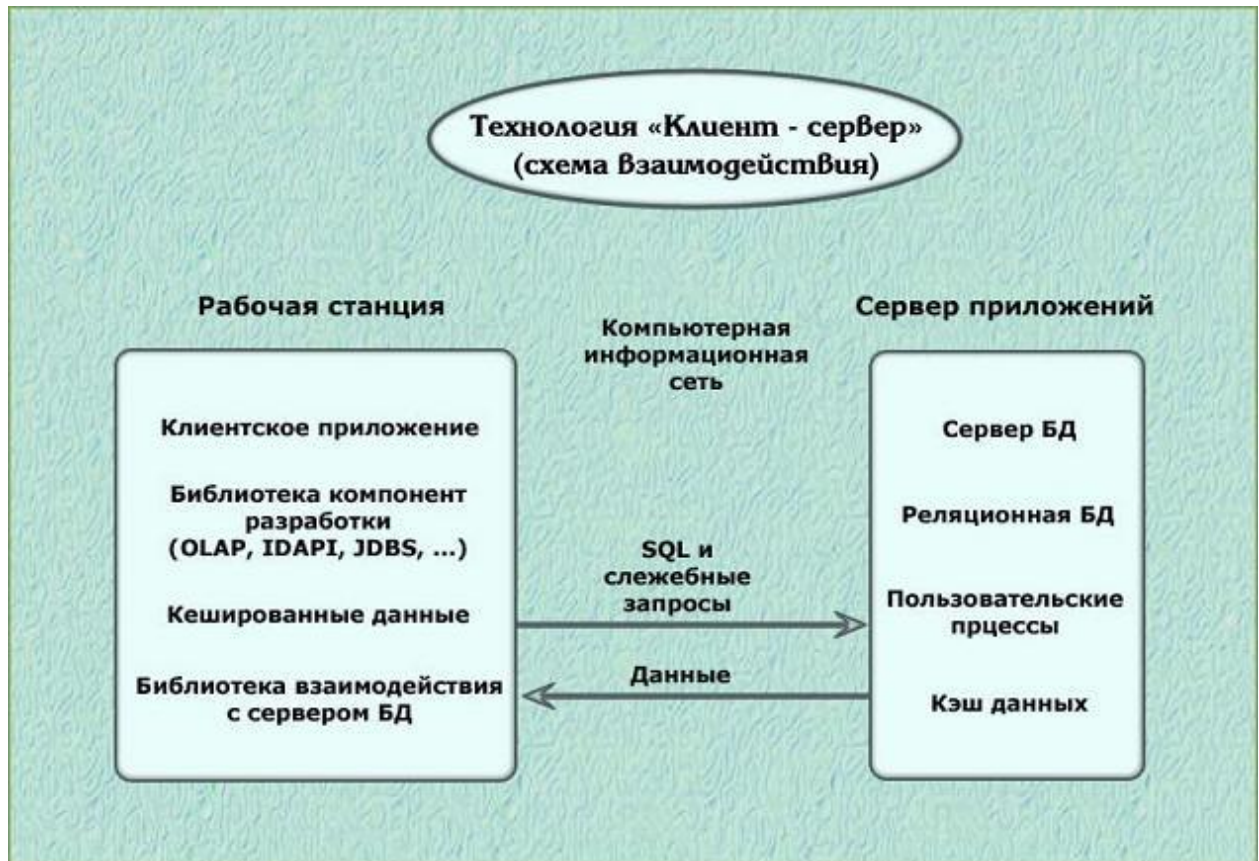 Технология «Клиент - сервер»
(схема взаимодействия)
Рабочая станция
Клиентское приложение
Библиотека компонент
разработки
(OLAP, IDAPI, JDBS, ...)
Кешированные данные
Библиотека взаимодействия
с сервером БД
Компьютерная
информационная
сеть
SQL и
слежебные
запросы
Данные
Сервер приложений
Сервер БД
Реляционная БД
Пользовательские
прцессы
Кэш данных